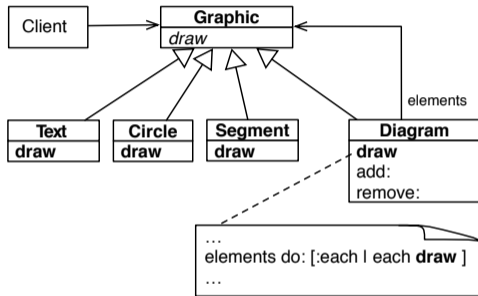 Client
Graphic
draw
elements
Text
draw
Circle
draw
Segment
draw
Diagram
draw
add:
remove:
...
elements do: [:each | each draw ]
...